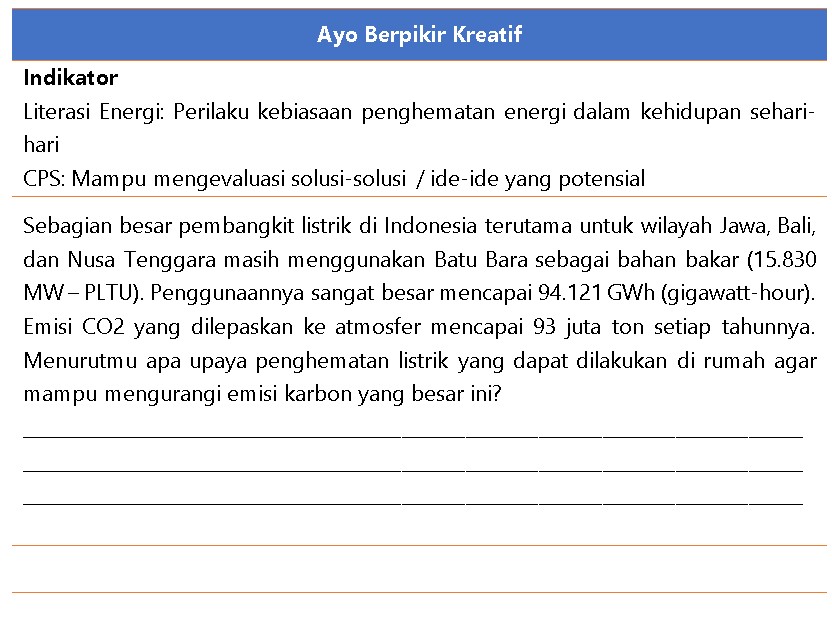 Ayo Berpikir Kreatif
Indikator
Literasi Energi: Perilaku kebiasaan penghematan energi dalam kehidupan sehari-
hari
CPS: Mampu mengevaluasi solusi-solusi / ide-ide yang potensial
Sebagian besar pembangkit listrik di Indonesia terutama untuk wilayah Jawa, Bali,
dan Nusa Tenggara masih menggunakan Batu Bara sebagai bahan bakar (15.830
MW – PLTU). Penggunaannya sangat besar mencapai 94.121 GWh (gigawatt-hour).
Emisi CO2 yang dilepaskan ke atmosfer mencapai 93 juta ton setiap tahunnya.
Menurutmu apa upaya penghematan listrik yang dapat dilakukan di rumah agar
mampu mengurangi emisi karbon yang besar ini?